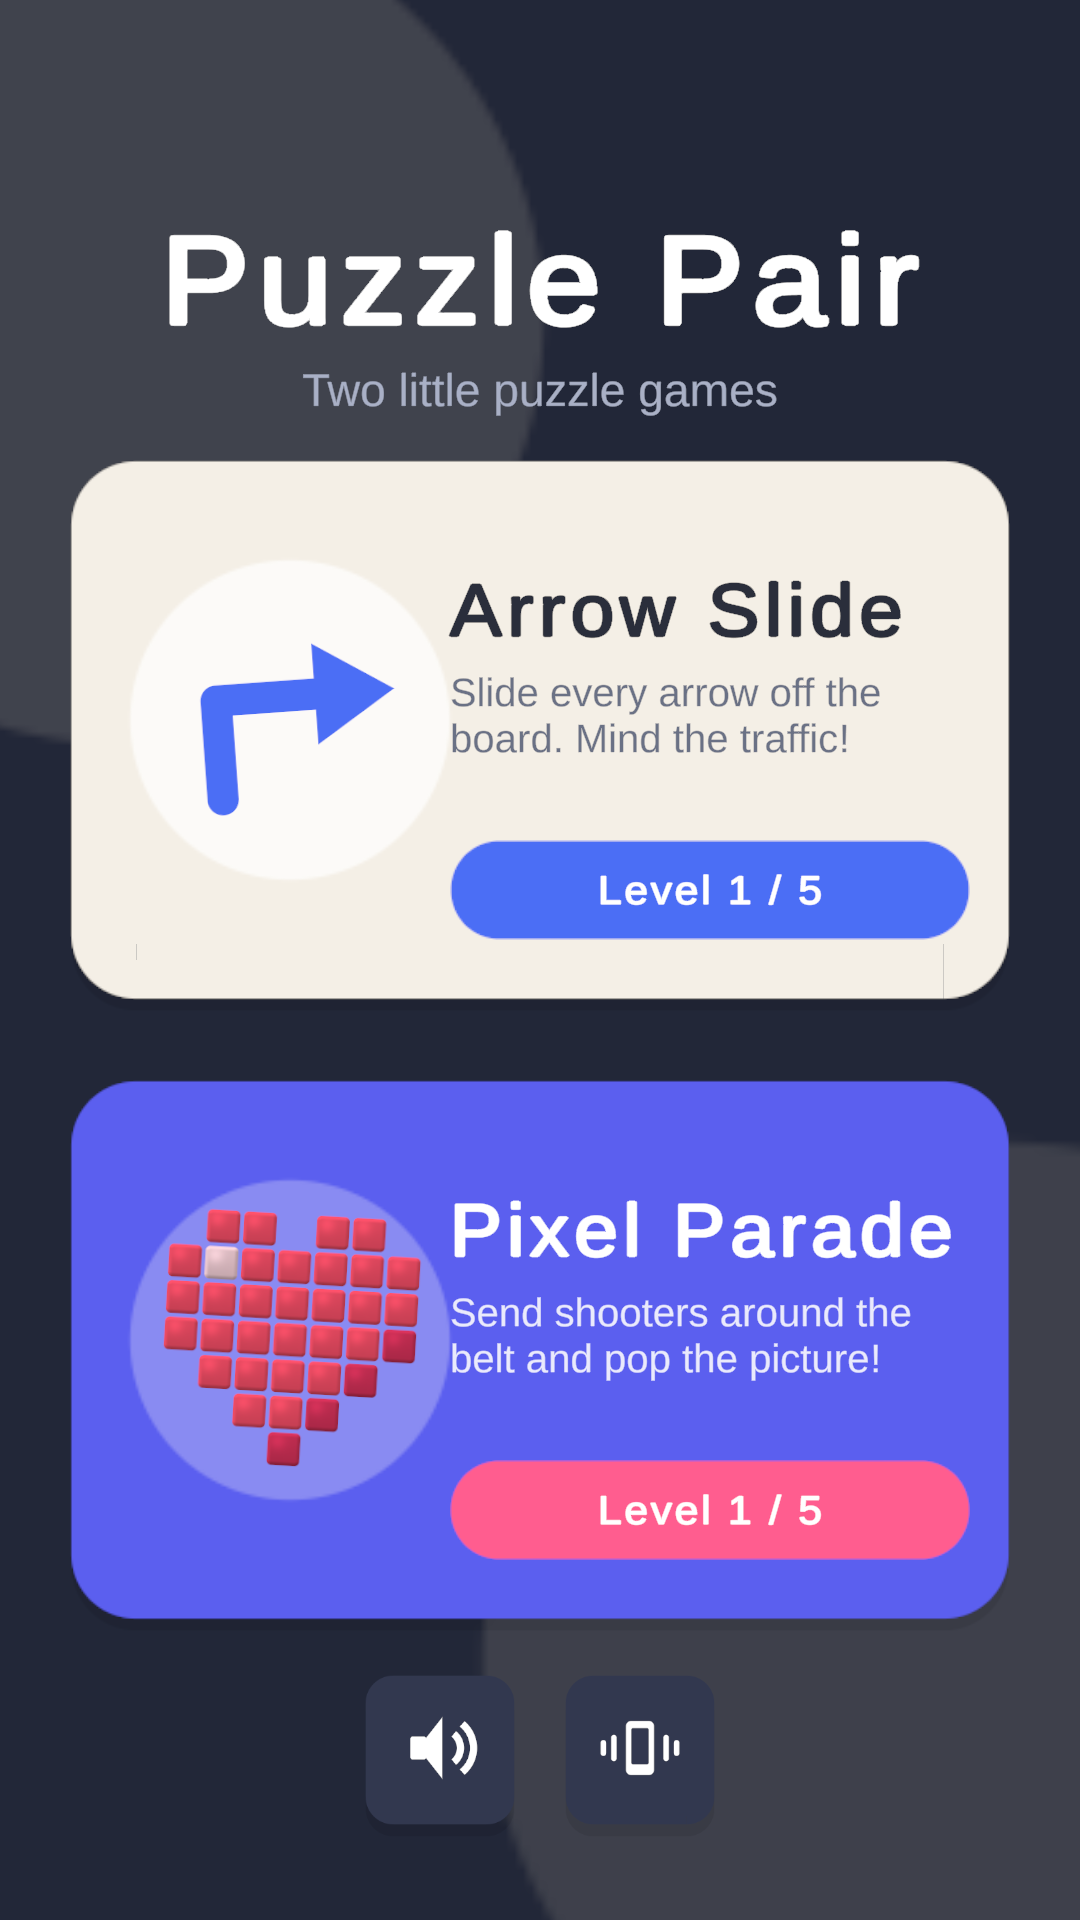 Puzzle Pair
Two little puzzle games
Arrow Slide
Slide every arrow off the
board. Mind the traffic!
Level 1 / 5
Pixel Parade
Send shooters around the
belt and pop the picture!
Level 1 / 5